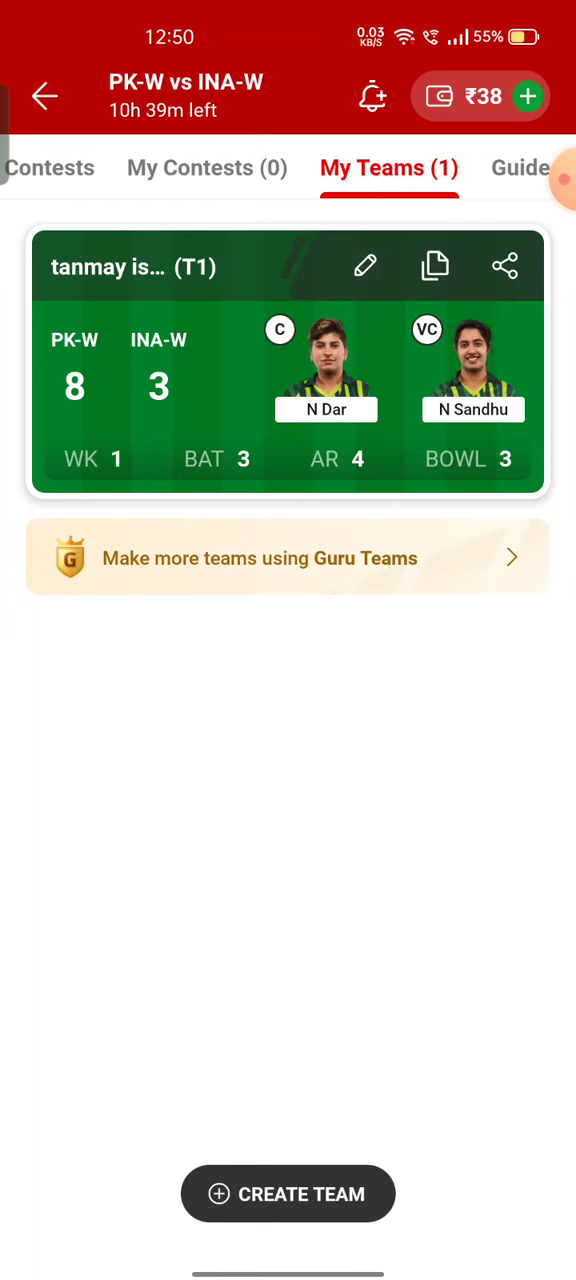 12:50
0.03
KB/S
55%
PK-W vs INA-W
10h 39m left
₹38
Contests
My Contests (0)
My Teams (1)
Guide
tanmay is... (T1)
PK-W
INA-W
8
3
C
VC
N Dar
N Sandhu
WK 1
BAT 3
AR 4
BOWL 3
G
Make more teams using Guru Teams
CREATE TEAM